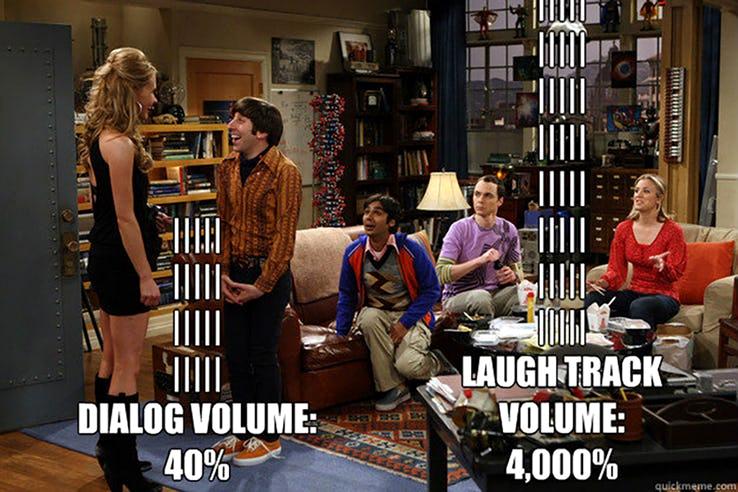 DIALOG VOLUME:
40%
LAUGH TRACK
VOLUME:
4,000%
quickmeme.com